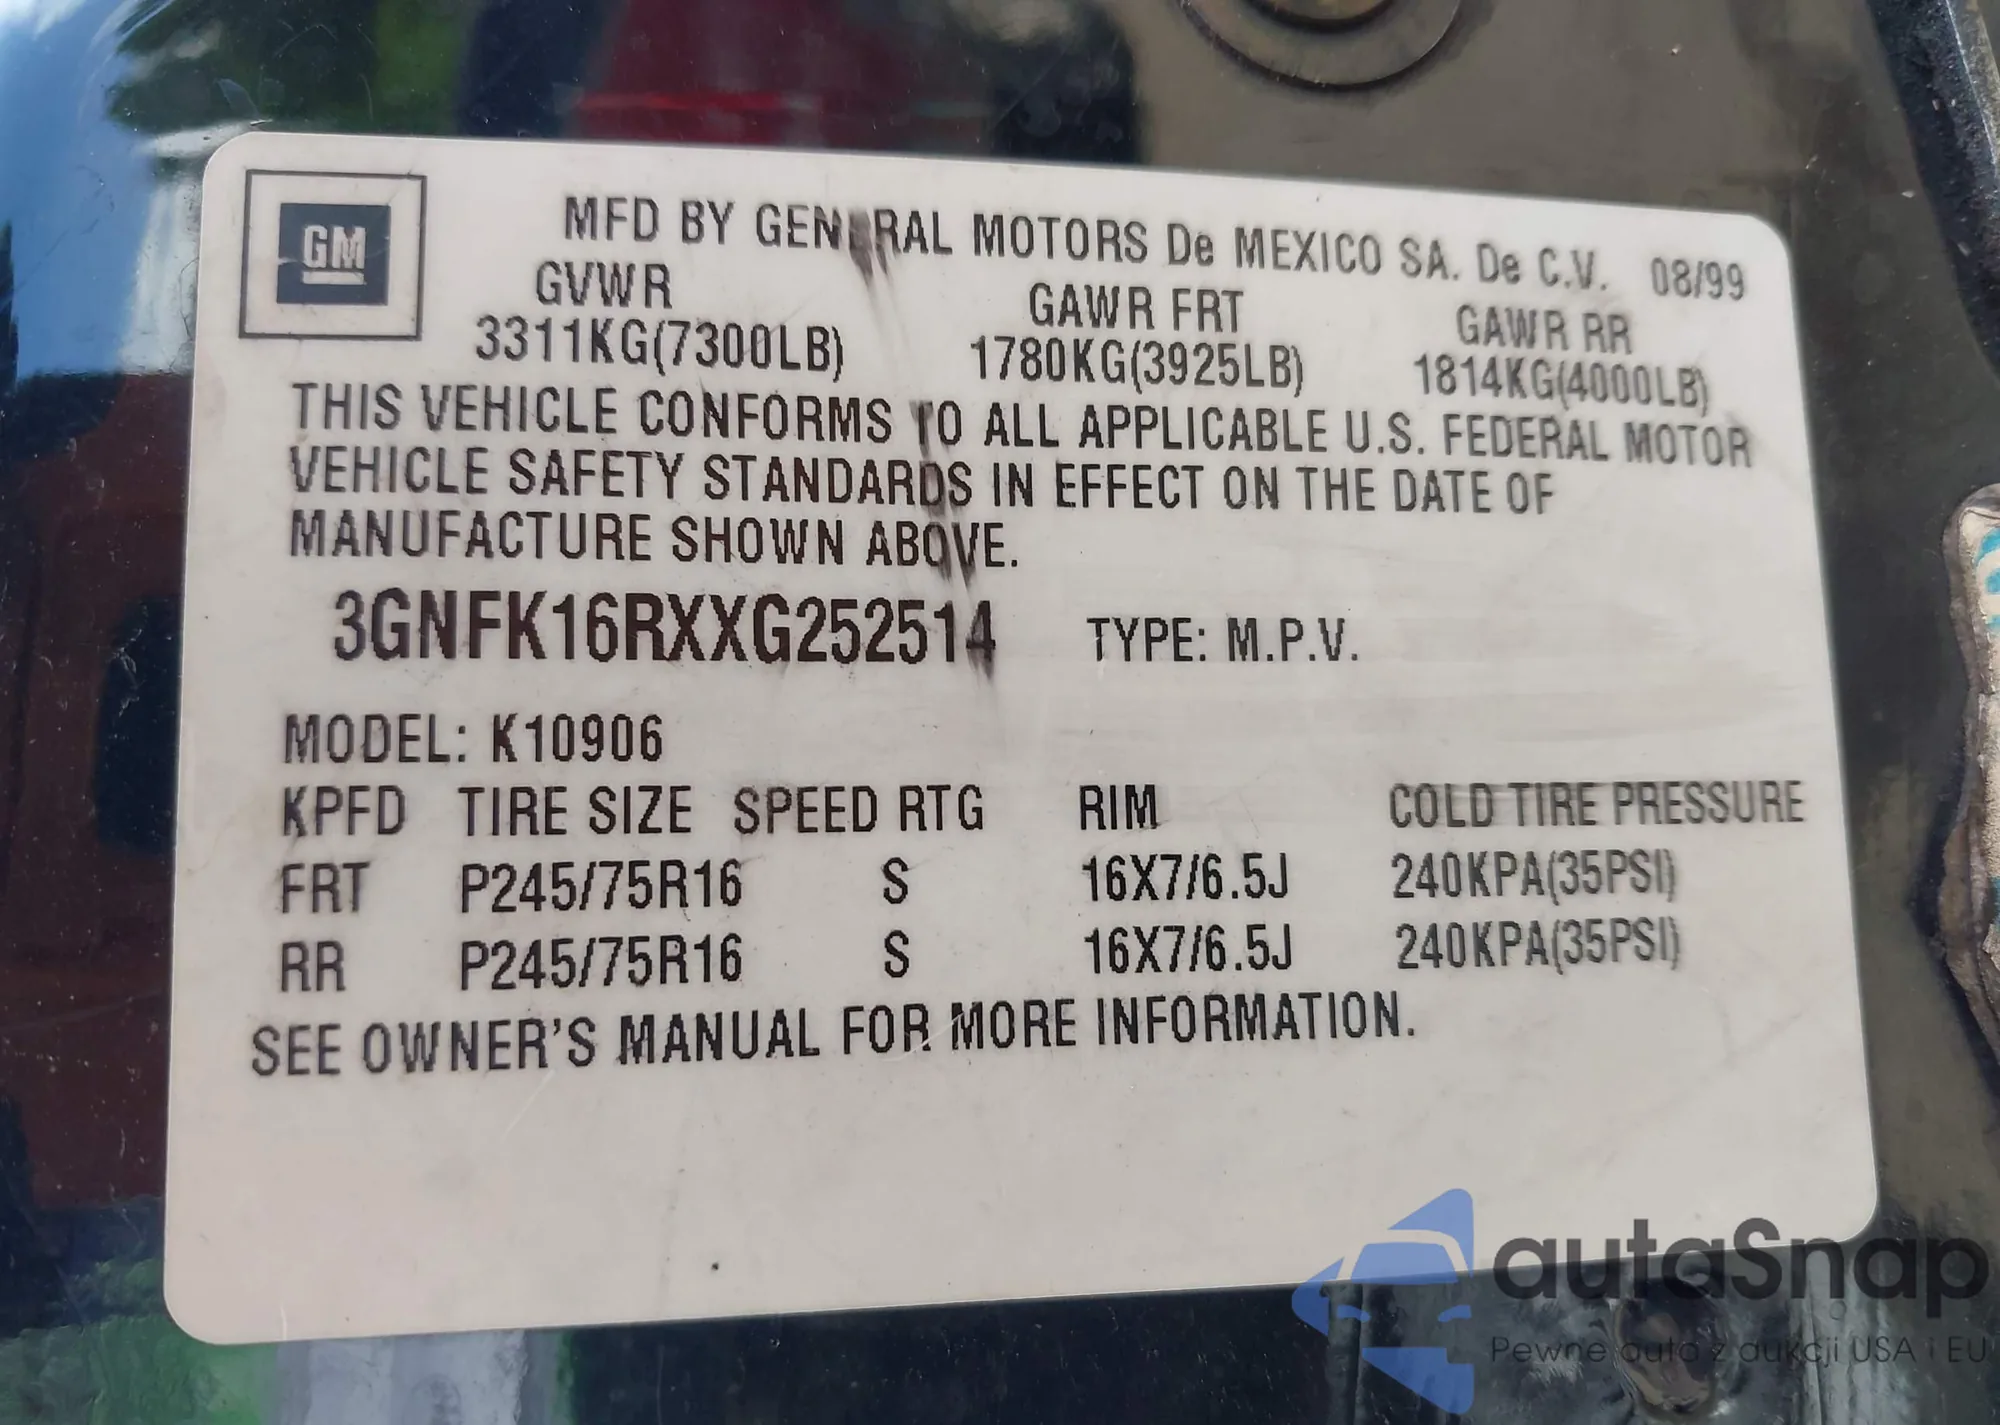 GM
MFD BY GENERAL MOTORS De MEXICO SA. De C.V. 08/99
GVWR GAWR FRT GAWR RR
3311KG(7300LB) 1780KG(3925LB) 1814KG(4000LB)
THIS VEHICLE CONFORMS TO ALL APPLICABLE U.S. FEDERAL MOTOR
VEHICLE SAFETY STANDARDS IN EFFECT ON THE DATE OF
MANUFACTURE SHOWN ABOVE.
3GNFK16RXXG252514 TYPE: M.P.V.
MODEL: K10906
KPFD TIRE SIZE SPEED RTG RIM COLD TIRE PRESSURE
FRT P245/75R16 S 16X7/6.5J 240KPA(35PSI)
RR P245/75R16 S 16X7/6.5J 240KPA(35PSI)
SEE OWNER'S MANUAL FOR MORE INFORMATION.
autaSnap
Pewne auta z aukcji USA i EU